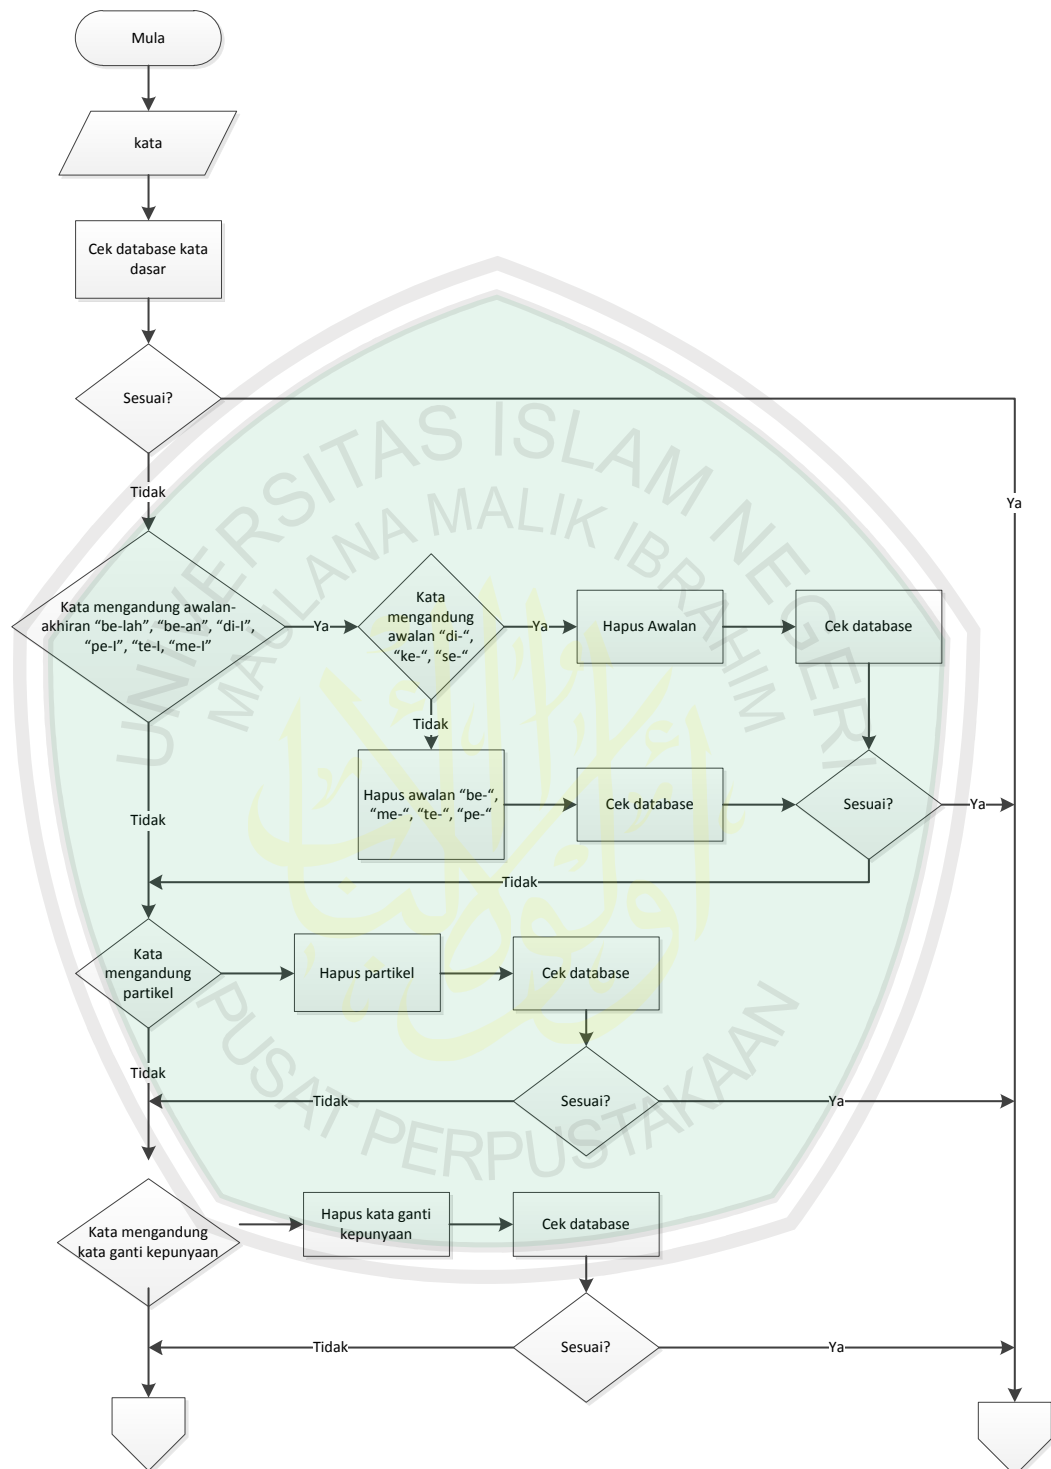 Mula
kata
Cek database kata
dasar
Sesuai?
Tidak
Ya
Kata mengandung awalan-
akhiran “be-lah”, “be-an”, “di-I”,
“pe-I”, “te-I, “me-I”
Ya
Kata
mengandung
awalan “di-“,
“ke-“, “se-“
Ya
Hapus Awalan
Cek database
Tidak
Hapus awalan “be-“,
“me-“, “te-“, “pe-“
Cek database
Sesuai?
Ya
Tidak
Tidak
Kata
mengandung
partikel
Hapus partikel
Cek database
Tidak
Sesuai?
Tidak
Ya
Kata mengandung
kata ganti kepunyaan
Hapus kata ganti
kepunyaan
Cek database
Sesuai?
Tidak
Ya
UNIVERSITAS ISLAM NEGERI
MAULANA MALIK IBRAHIM
PUSAT PERPUSTAKAAN